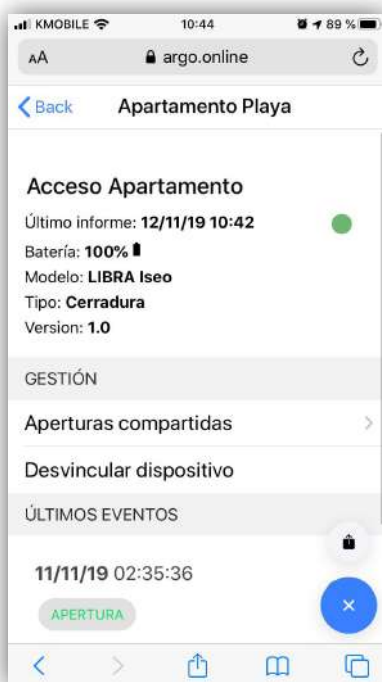 KMOBILE 10:44 89 %
AA argo.online
Back Apartamento Playa
Acceso Apartamento
Último informe: 12/11/19 10:42
Batería: 100%
Modelo: LIBRA Iseo
Tipo: Cerradura
Version: 1.0
GESTIÓN
Aperturas compartidas
Desvincular dispositivo
ÚLTIMOS EVENTOS
11/11/19 02:35:36
APERTURA